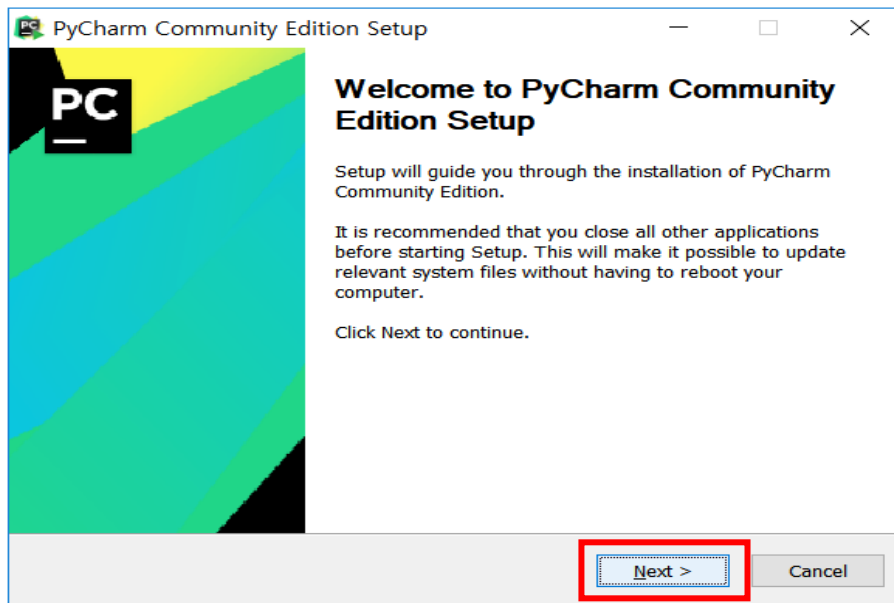 PyCharm Community Edition Setup
PC
Welcome to PyCharm Community
Edition Setup
Setup will guide you through the installation of PyCharm
Community Edition.
It is recommended that you close all other applications
before starting Setup. This will make it possible to update
relevant system files without having to reboot your
computer.
Click Next to continue.
Next >
Cancel